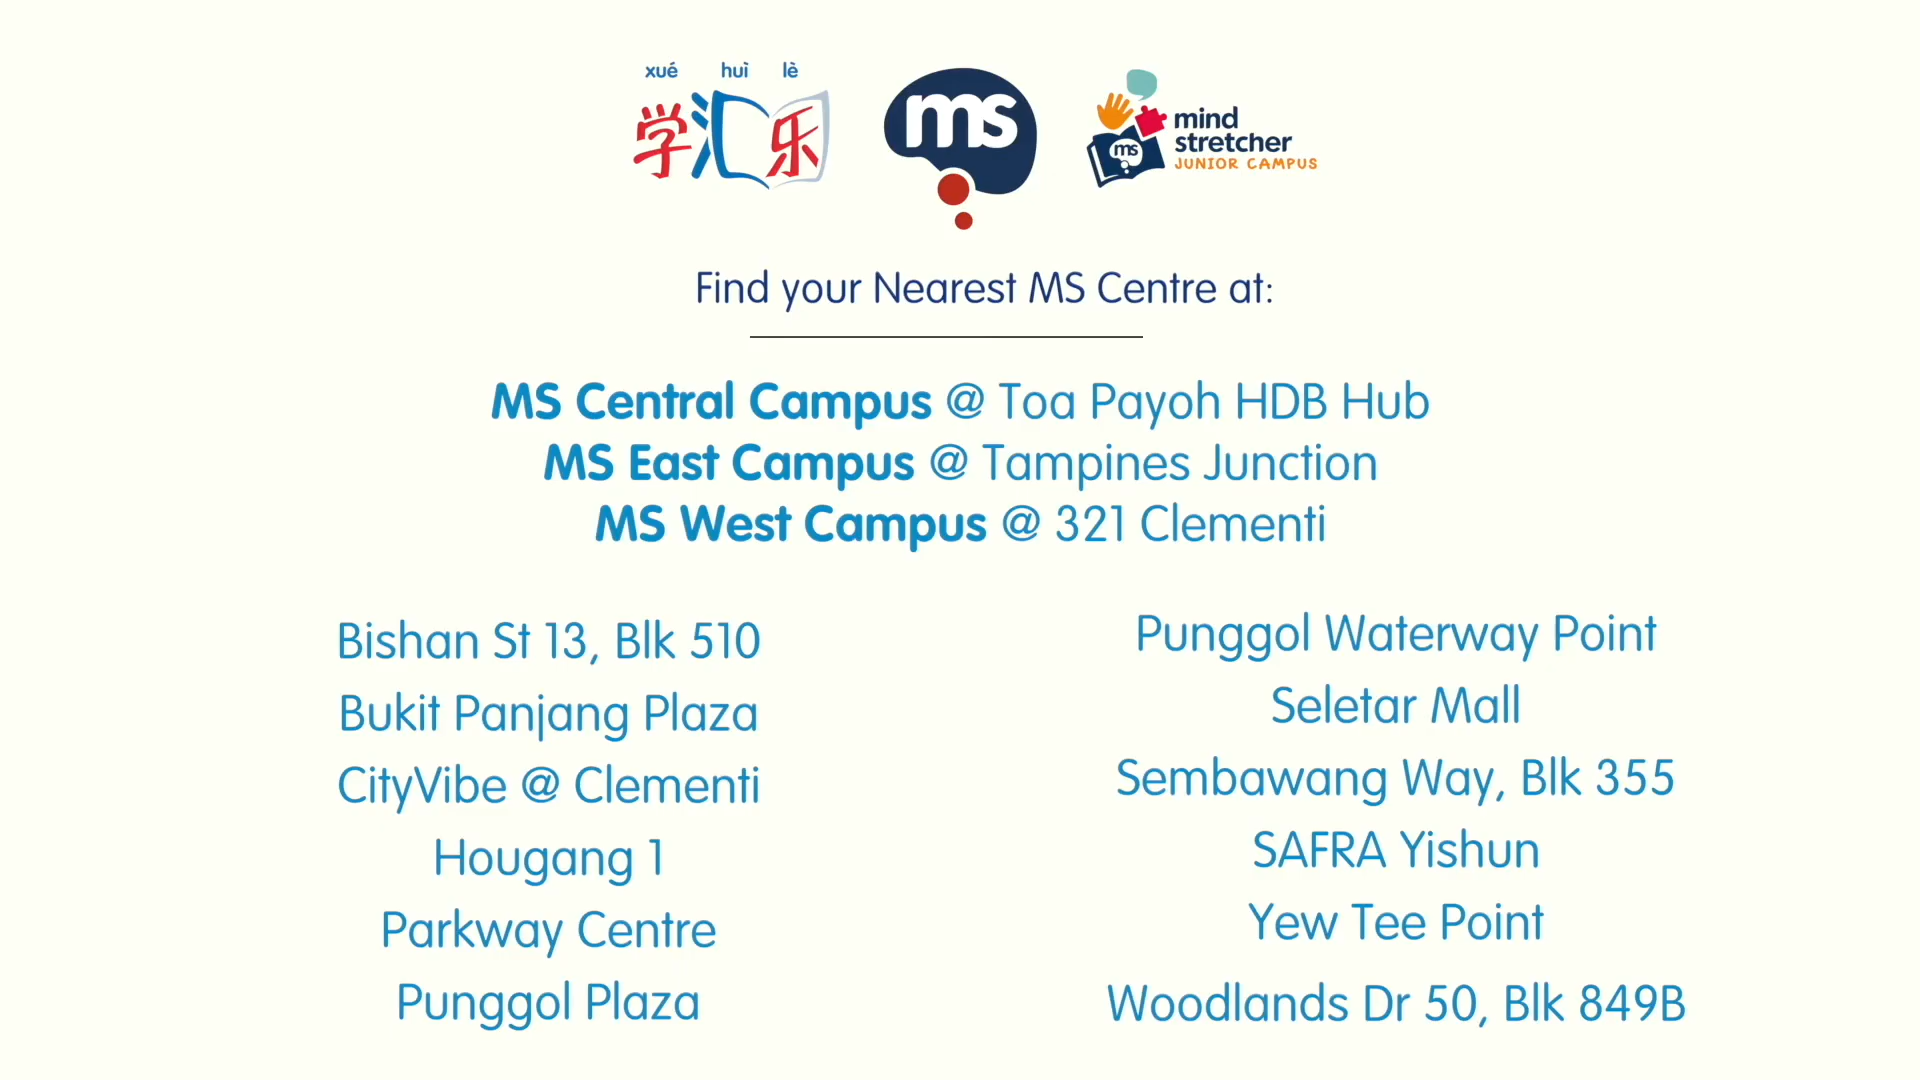 xué huì lè
学汇乐
ms
ms
mind
stretcher
JUNIOR CAMPUS
Find your Nearest MS Centre at:
MS Central Campus @ Toa Payoh HDB Hub
MS East Campus @ Tampines Junction
MS West Campus @ 321 Clementi
Bishan St 13, Blk 510
Bukit Panjang Plaza
CityVibe @ Clementi
Hougang 1
Parkway Centre
Punggol Plaza
Punggol Waterway Point
Seletar Mall
Sembawang Way, Blk 355
SAFRA Yishun
Yew Tee Point
Woodlands Dr 50, Blk 849B